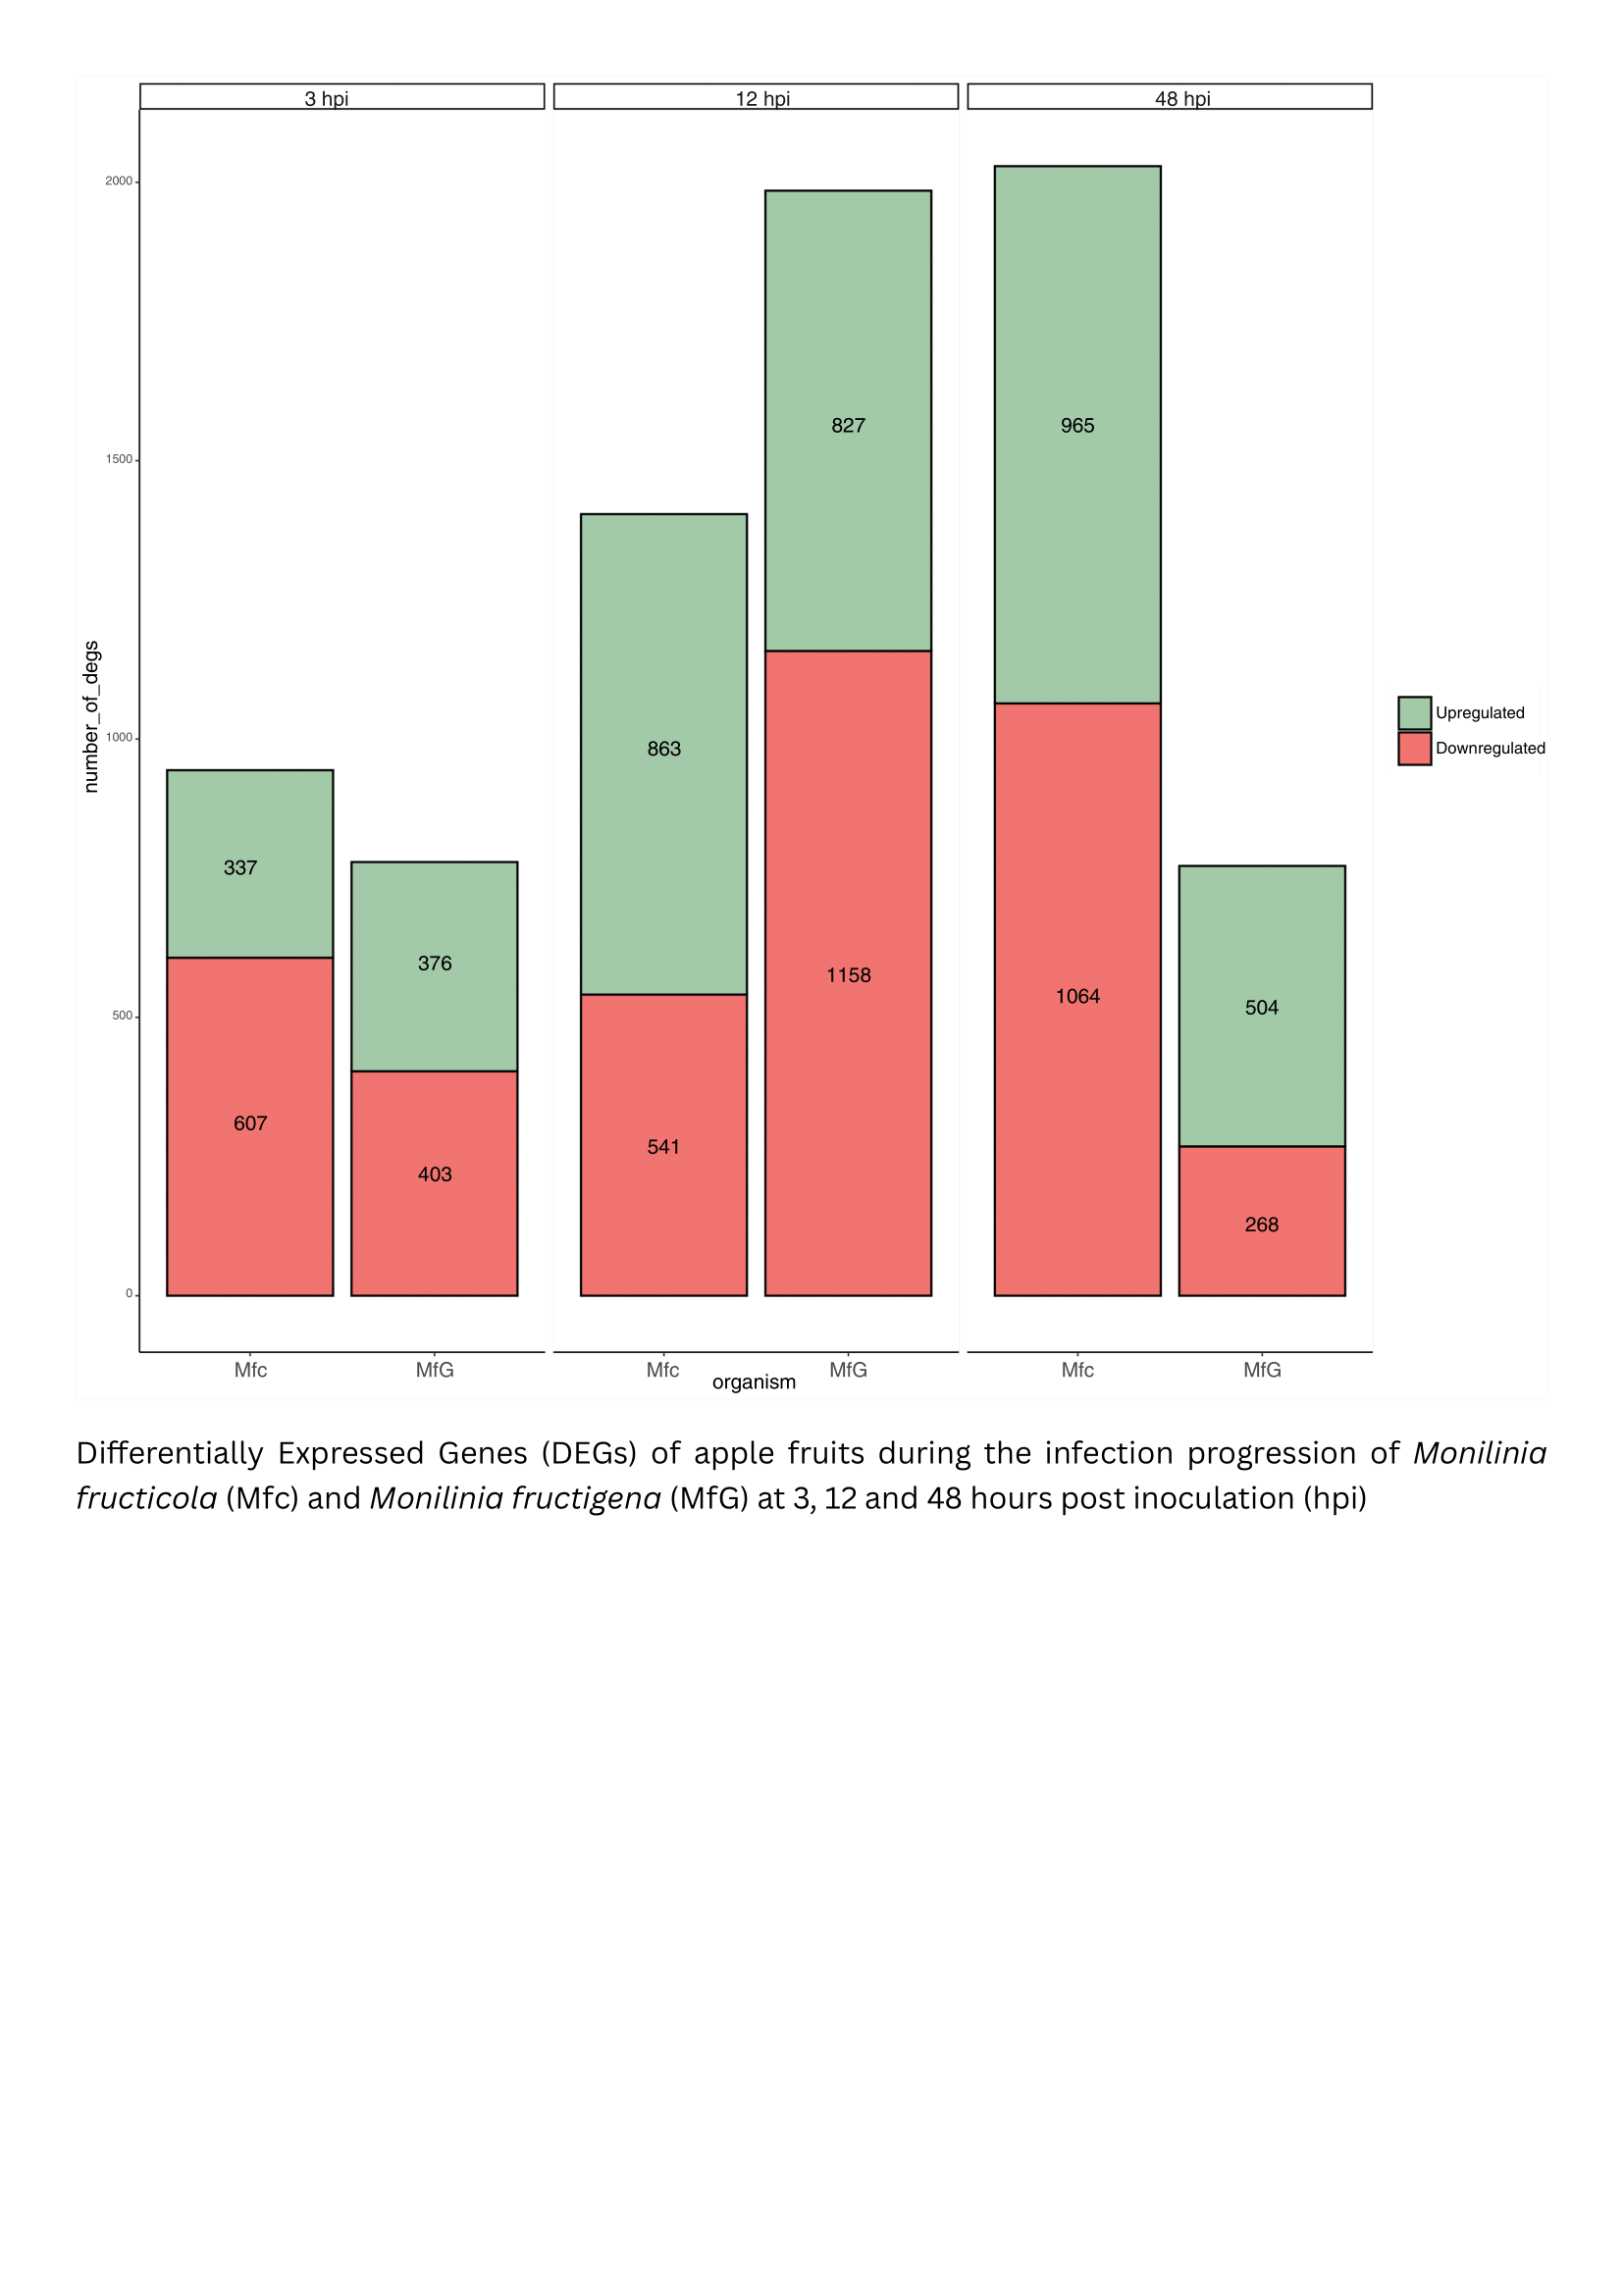 3 hpi
12 hpi
48 hpi
number_of_degs
2000
1500
1000
500
0
337
607
376
403
863
541
827
1158
965
1064
504
268
Upregulated
Downregulated
Mfc
MfG
Mfc
MfG
Mfc
MfG
organism
Differentially Expressed Genes (DEGs) of apple fruits during the infection progression of Monilinia
fructicola (Mfc) and Monilinia fructigena (MfG) at 3, 12 and 48 hours post inoculation (hpi)